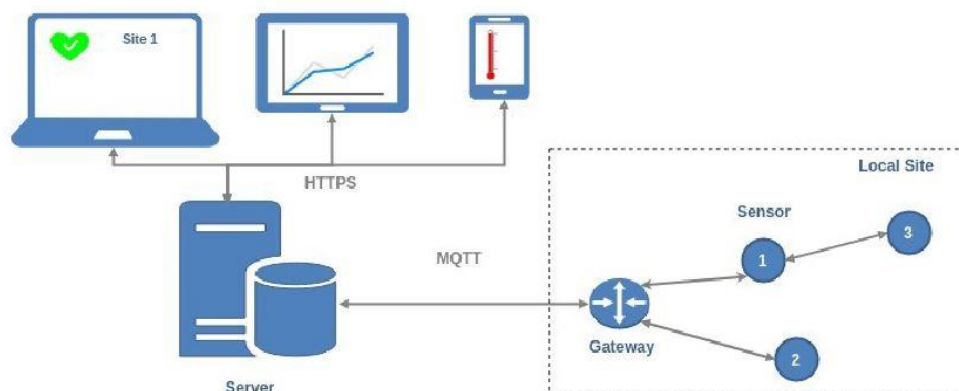 Site 1
HTTPS
Local Site
Sensor
3
1
MQTT
Gateway
2
Server